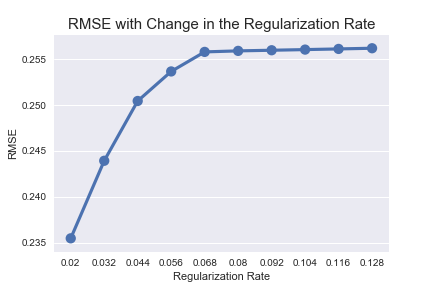 RMSE with Change in the Regularization Rate
0.255
0.250
0.245
0.240
0.235
RMSE
0.02 0.032 0.044 0.056 0.068 0.08 0.092 0.104 0.116 0.128
Regularization Rate